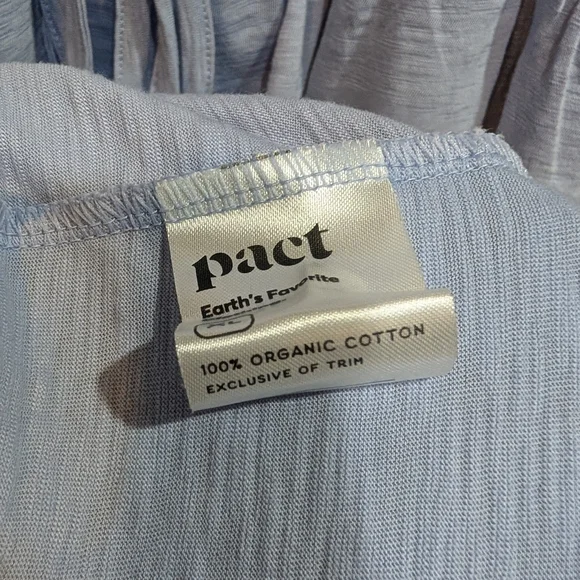 pact
Earth's Favorite
100% ORGANIC COTTON
EXCLUSIVE OF TRIM